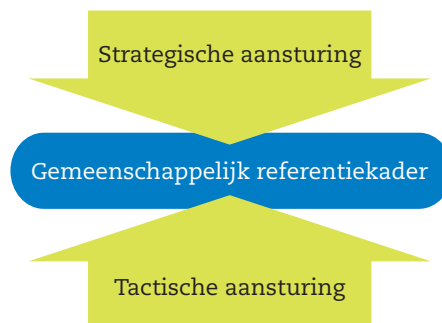 Strategische aansturing
Gemeenschappelijk referentiekader
Tactische aansturing